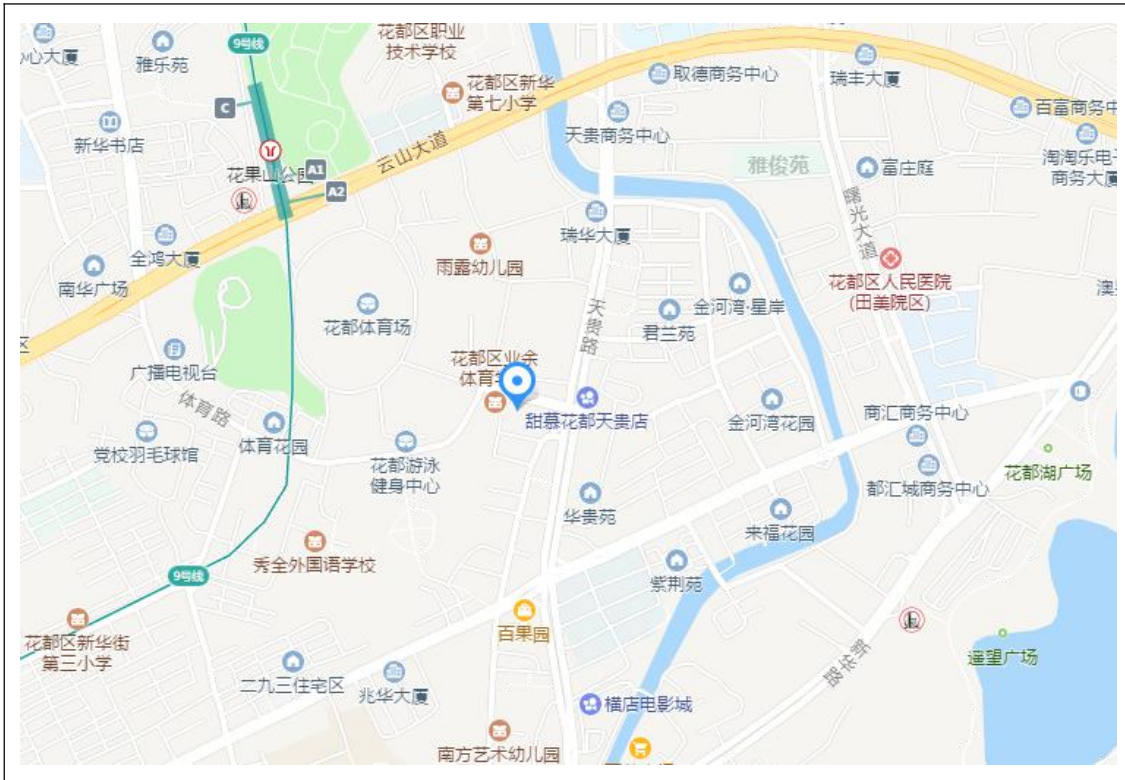 9号线
花都区职业
技术学校
心大厦
雅乐苑
取德商务中心
瑞丰大厦
花都区新华
第七小学
C
百富商务中
新华书店
天贵商务中心
淘淘乐电子
商务大厦
云山大道
雅俊苑
富庄庭
花果山公园
A1
A2
曙光大道
瑞华大厦
全鸿大厦
雨露幼儿园
南华广场
花都区人民医院
(田美院区)
金河湾·星岸
花都体育场
天贵路
君兰苑
广播电视台
花都区业余
体育学
体育路
甜慕花都天贵店
金河湾花园
商汇商务中心
体育花园
党校羽毛球馆
花都游泳
健身中心
花都湖广场
都汇城商务中心
华贵苑
来福花园
秀全外国语学校
9号线
紫荆苑
百果园
花都区新华街
第三小学
新华路
遥望广场
二九三住宅区
兆华大厦
横店电影城
南方艺术幼儿园